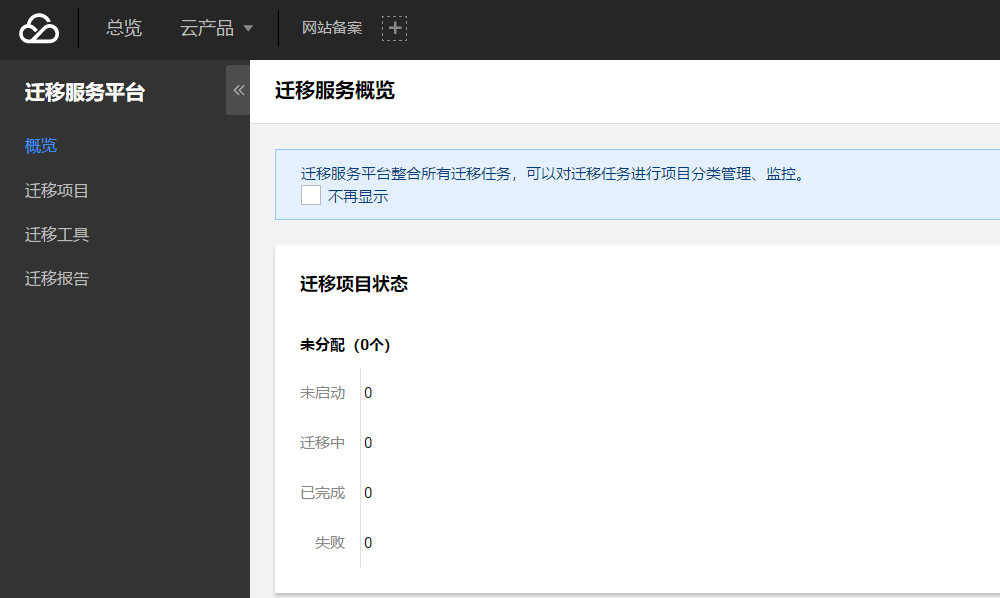 总览 云产品 网站备案
迁移服务平台
概览
迁移项目
迁移工具
迁移报告
迁移服务概览
迁移服务平台整合所有迁移任务，可以对迁移任务进行项目分类管理、监控。
不再显示
迁移项目状态
未分配（0个）
未启动 0
迁移中 0
已完成 0
失败 0